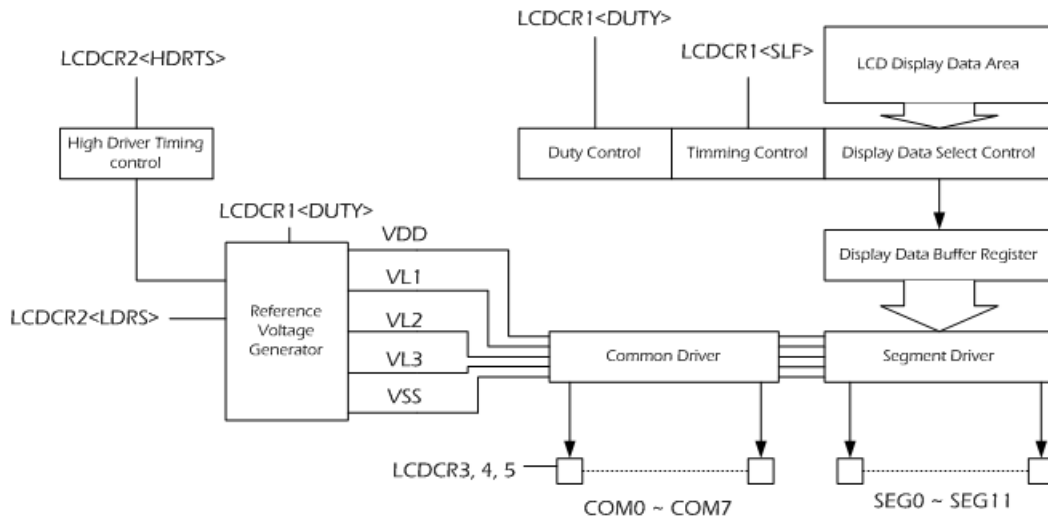 LCDCR1<DUTY>
LCDCR2<HDRTS>
LCDCR1<SLF>
LCD Display Data Area
High Driver Timing
control
Duty Control
Timming Control
Display Data Select Control
LCDCR1<DUTY>
VDD
Display Data Buffer Register
VL1
LCDCR2<LDRS>
Reference
Voltage
Generator
VL2
Common Driver
Segment Driver
VL3
VSS
LCDCR3, 4, 5
COM0 ~ COM7
SEG0 ~ SEG11